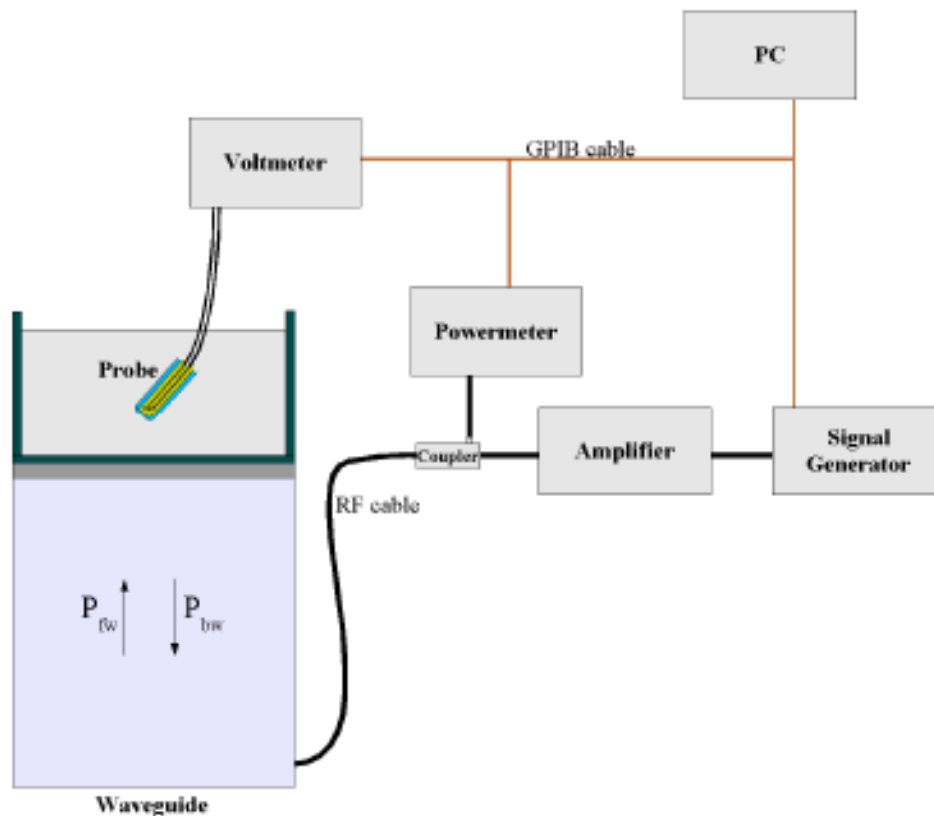 PC
GPIB cable
Voltmeter
Powermeter
Probe
Coupler
Amplifier
Signal
Generator
RF cable
P fw
P bw
Waveguide